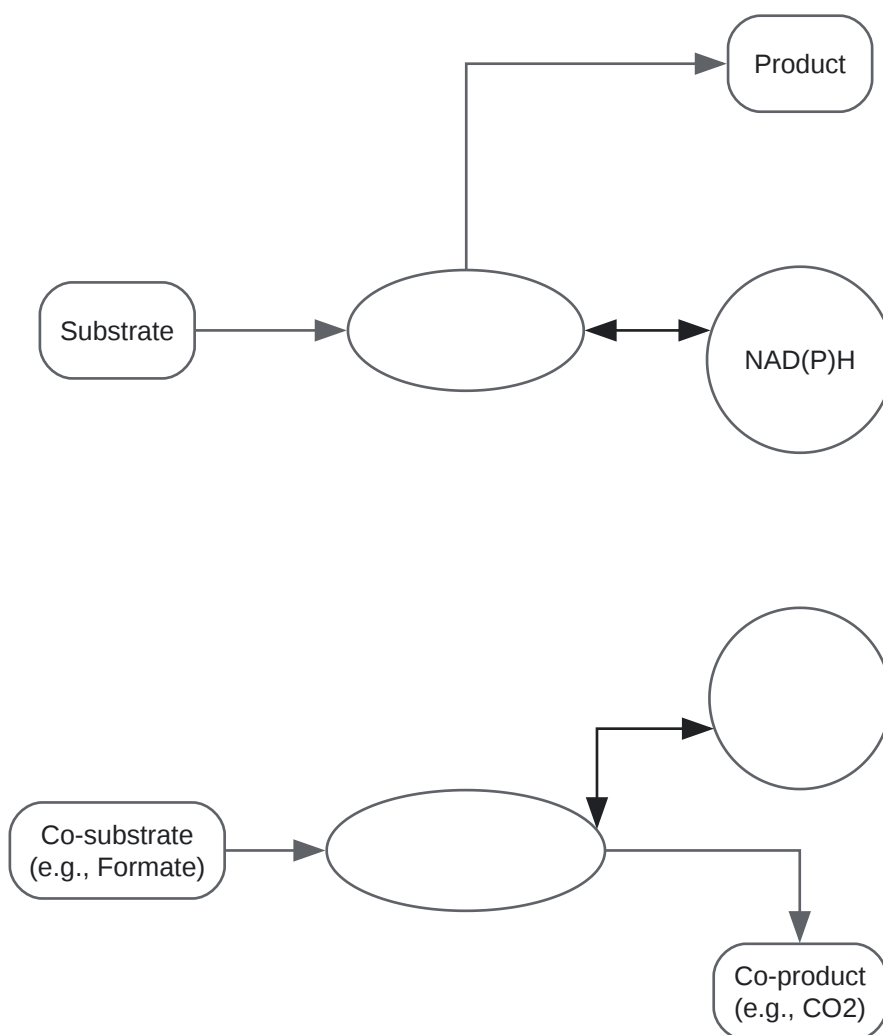 Product
Substrate
NAD(P)H
Co-substrate
(e.g., Formate)
Co-product
(e.g., CO2)